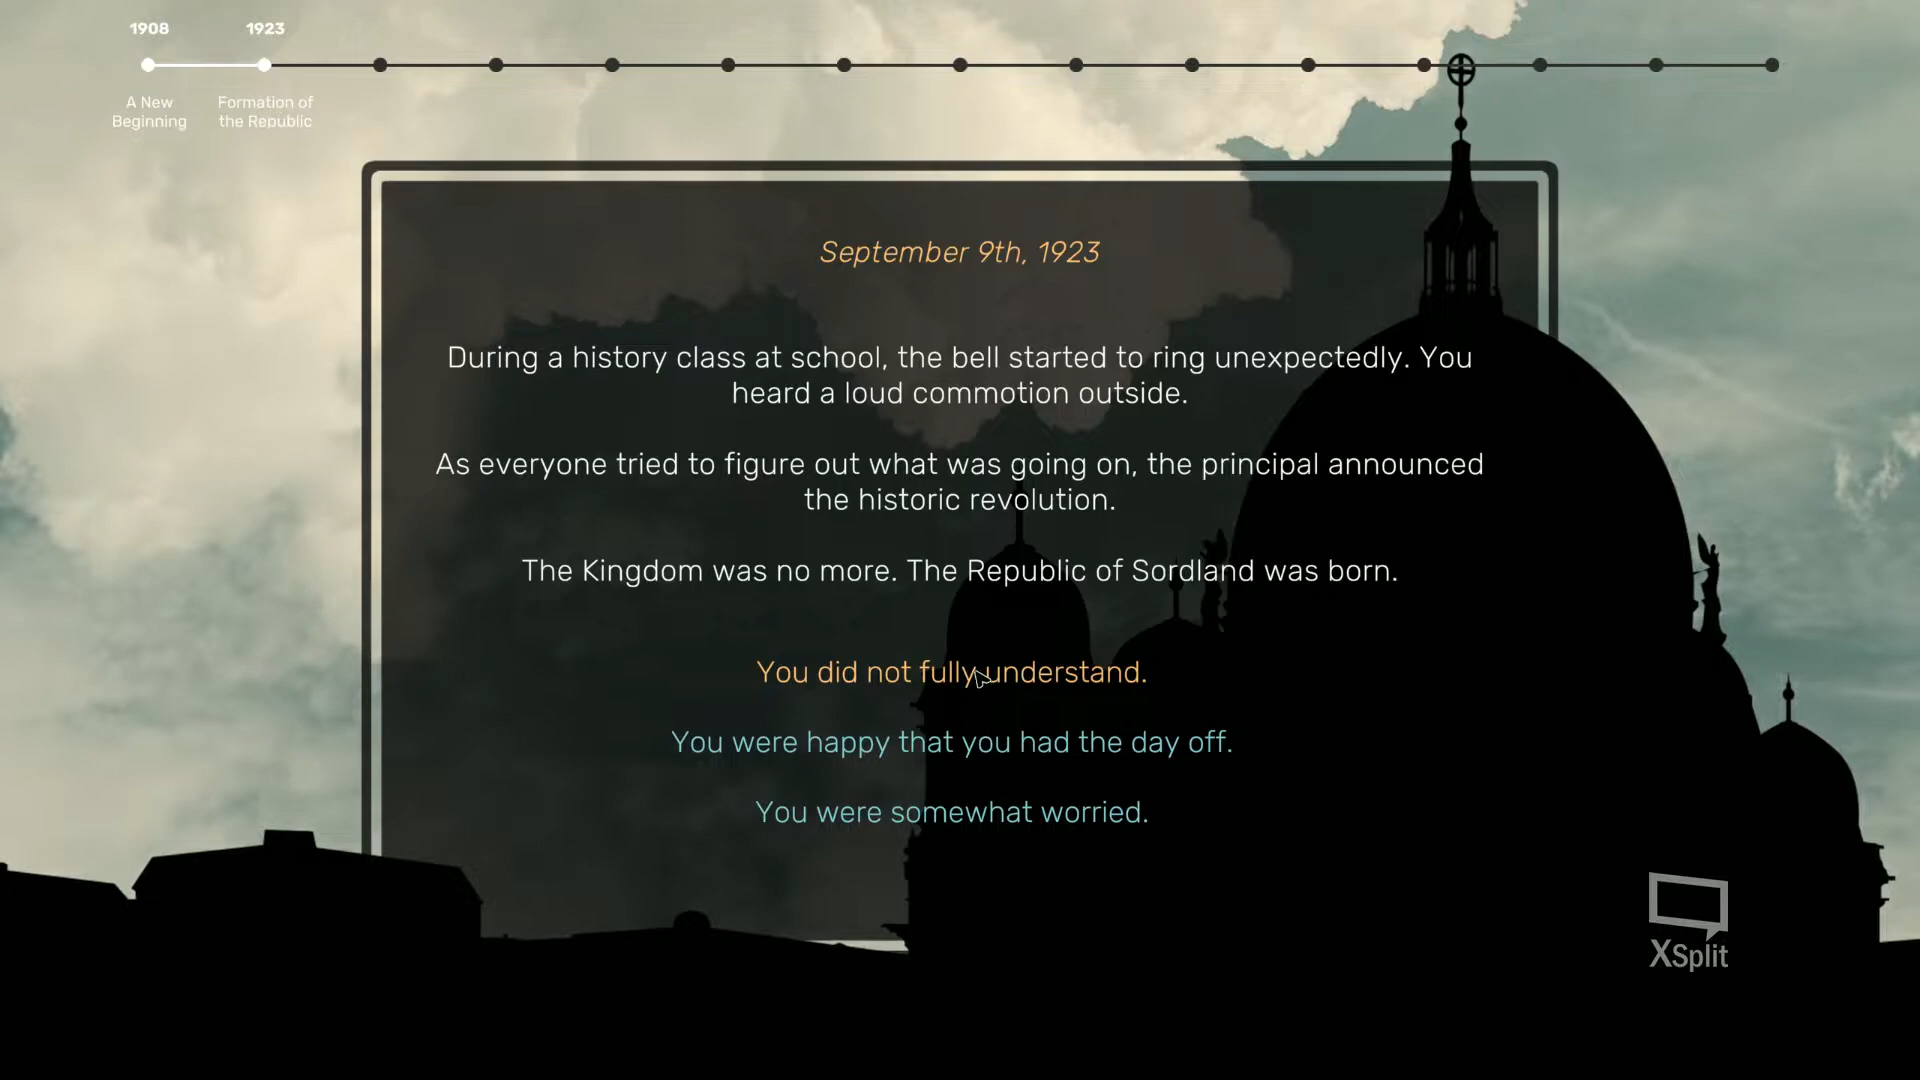 1908
1923
A New
Beginning
Formation of
the Republic
September 9th, 1923
During a history class at school, the bell started to ring unexpectedly. You
heard a loud commotion outside.
As everyone tried to figure out what was going on, the principal announced
the historic revolution.
The Kingdom was no more. The Republic of Sordland was born.
You did not fully understand.
You were happy that you had the day off.
You were somewhat worried.
XSplit